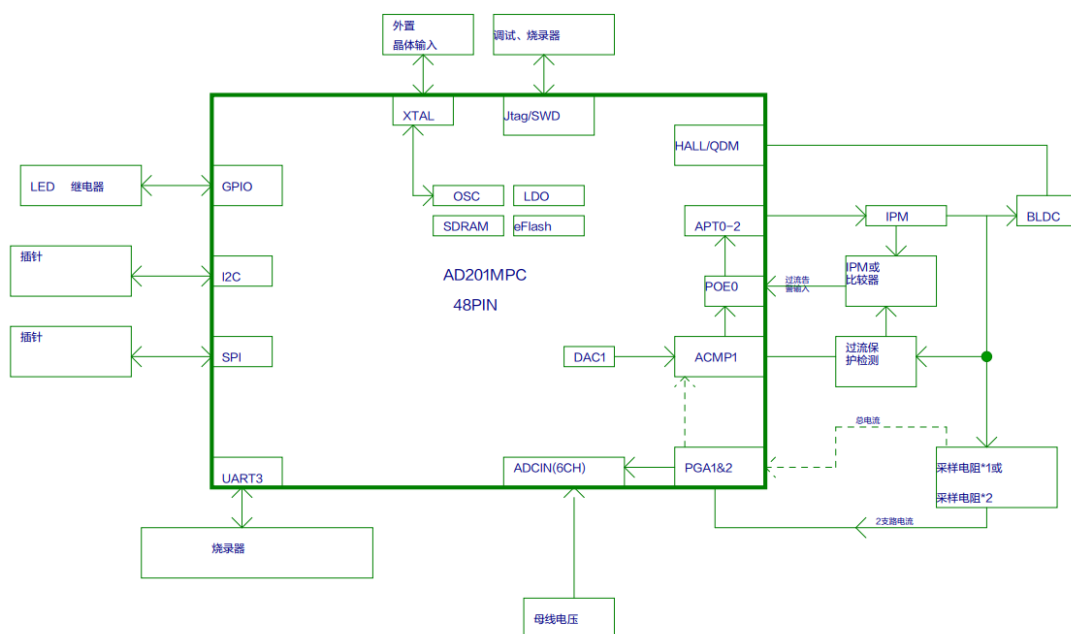 外置
晶体输入
调试、烧录器
XTAL
Jtag/SWD
HALL/QDM
LED 继电器
GPIO
OSC
LDO
SDRAM
eFlash
APT0-2
IPM
BLDC
插针
I2C
AD201MPC
48PIN
POE0
过流告
警输入
IPM或
比较器
插针
SPI
DAC1
ACMP1
过流保
护检测
总电流
UART3
ADCIN(6CH)
PGA1&2
采样电阻*1或
采样电阻*2
2支路电流
烧录器
母线电压